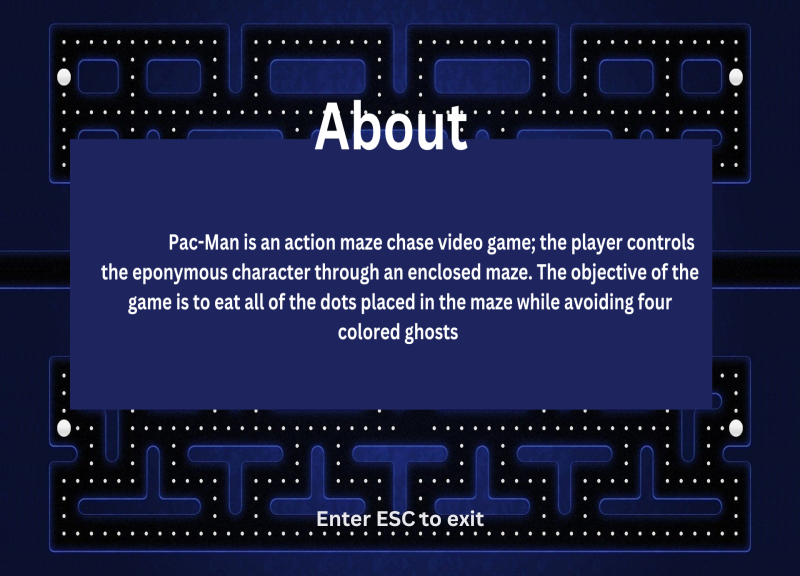 About
Pac-Man is an action maze chase video game; the player controls
the eponymous character through an enclosed maze. The objective of the
game is to eat all of the dots placed in the maze while avoiding four
colored ghosts
Enter ESC to exit